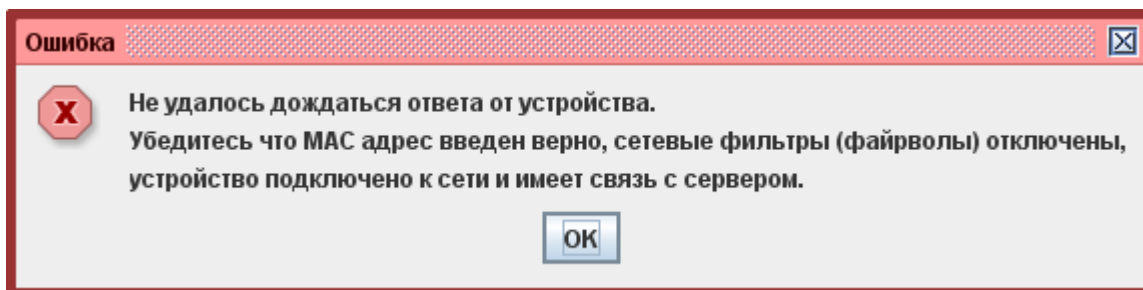 Ошибка
Не удалось дождаться ответа от устройства.
Убедитесь что MAC адрес введен верно, сетевые фильтры (файрволы) отключены,
устройство подключено к сети и имеет связь с сервером.
OK